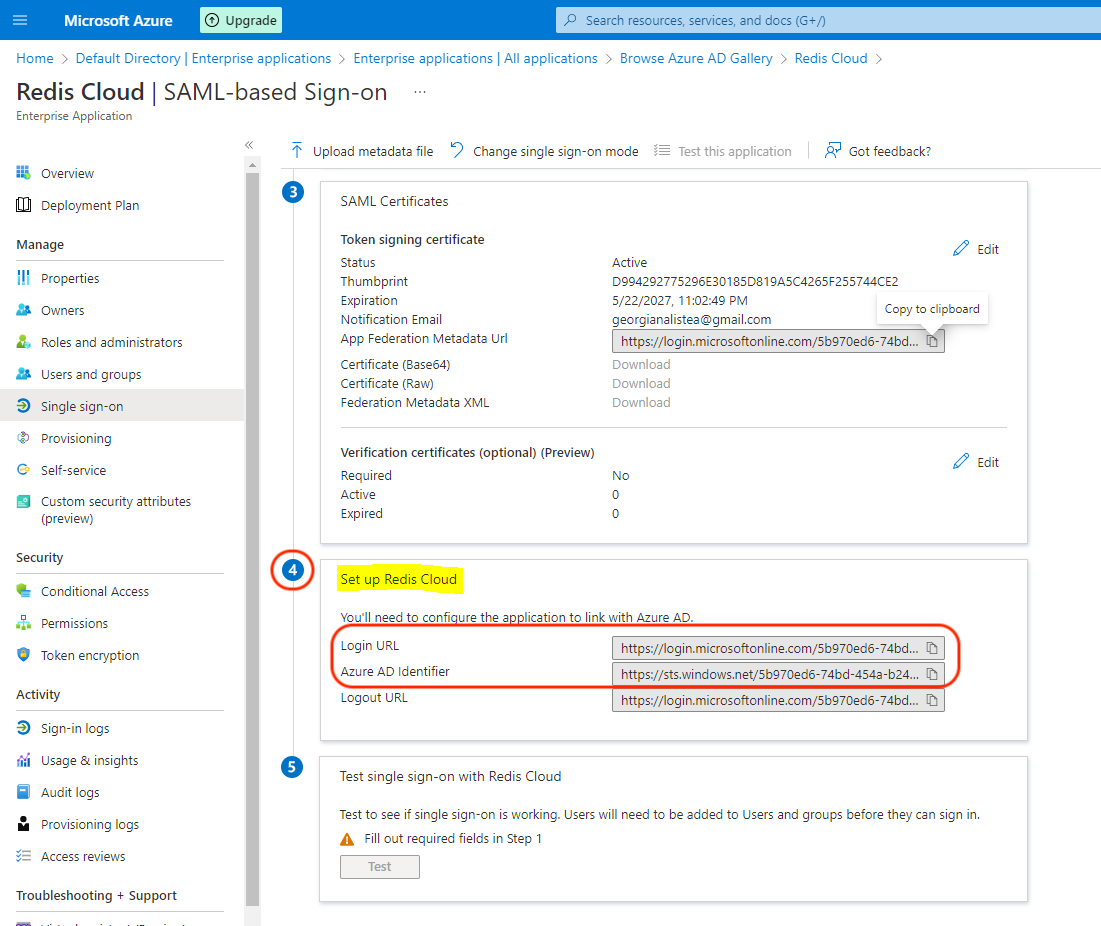 Microsoft Azure
Upgrade
Search resources, services, and docs (G+/)
Home > Default Directory | Enterprise applications > Enterprise applications | All applications > Browse Azure AD Gallery > Redis Cloud >
Redis Cloud | SAML-based Sign-on ...
Enterprise Application
Overview
Deployment Plan
Manage
Properties
Owners
Roles and administrators
Users and groups
Single sign-on
Provisioning
Self-service
Custom security attributes
(preview)
Security
Conditional Access
Permissions
Token encryption
Activity
Sign-in logs
Usage & insights
Audit logs
Provisioning logs
Access reviews
Troubleshooting + Support
Upload metadata file
Change single sign-on mode
Test this application
Got feedback?
3
SAML Certificates
Token signing certificate
Edit
Status Active
Thumbprint D994292775296E30185D819A5C4265F255744CE2
Expiration 5/22/2027, 11:02:49 PM
Copy to clipboard
Notification Email georgianalistea@gmail.com
App Federation Metadata Url https://login.microsoftonline.com/5b970ed6-74bd...
Certificate (Base64) Download
Certificate (Raw) Download
Federation Metadata XML Download
Verification certificates (optional) (Preview)
Edit
Required No
Active 0
Expired 0
4
Set up Redis Cloud
You'll need to configure the application to link with Azure AD.
Login URL https://login.microsoftonline.com/5b970ed6-74bd...
Azure AD Identifier https://sts.windows.net/5b970ed6-74bd-454a-b24...
Logout URL https://login.microsoftonline.com/5b970ed6-74bd...
5
Test single sign-on with Redis Cloud
Test to see if single sign-on is working. Users will need to be added to Users and groups before they can sign in.
Fill out required fields in Step 1
Test